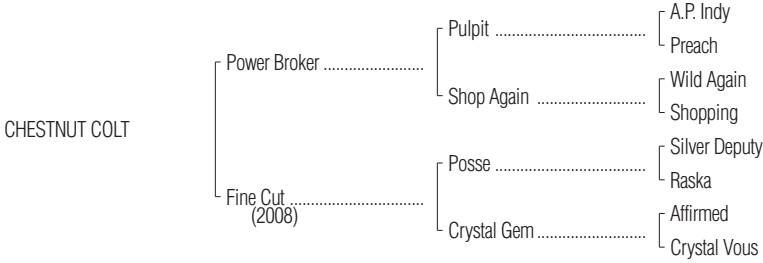 A.P. Indy
Pulpit ......................................
Preach
Power Broker .........................
Shop Again ...........................
Wild Again
Shopping
CHESTNUT COLT
Silver Deputy
Posse ......................................
Raska
Fine Cut .................................
(2008)
Crystal Gem ...........................
Affirmed
Crystal Vous